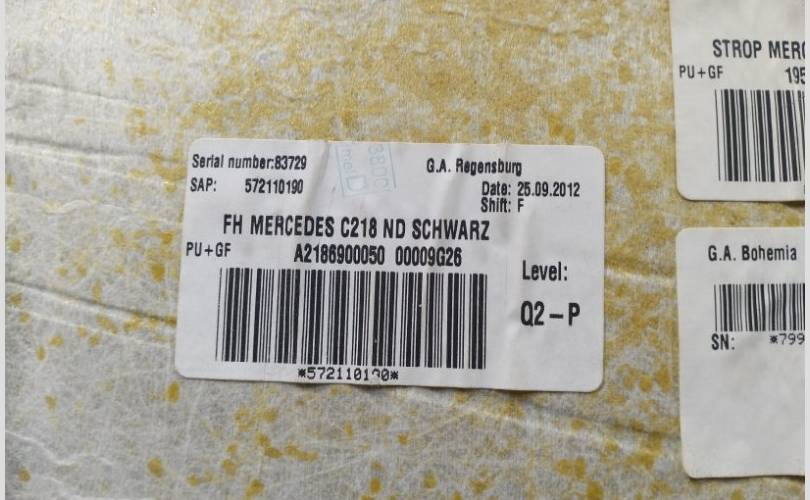 Serial number:83729
G.A. Regensburg
SAP: 572110190
Date: 25.09.2012
Shift: F
FH MERCEDES C218 ND SCHWARZ
PU+GF A2186900050 00009G26
Level:
Q2-P
*572110190*
STROP MERC
PU+GF 195
G.A. Bohemia
SN: *799